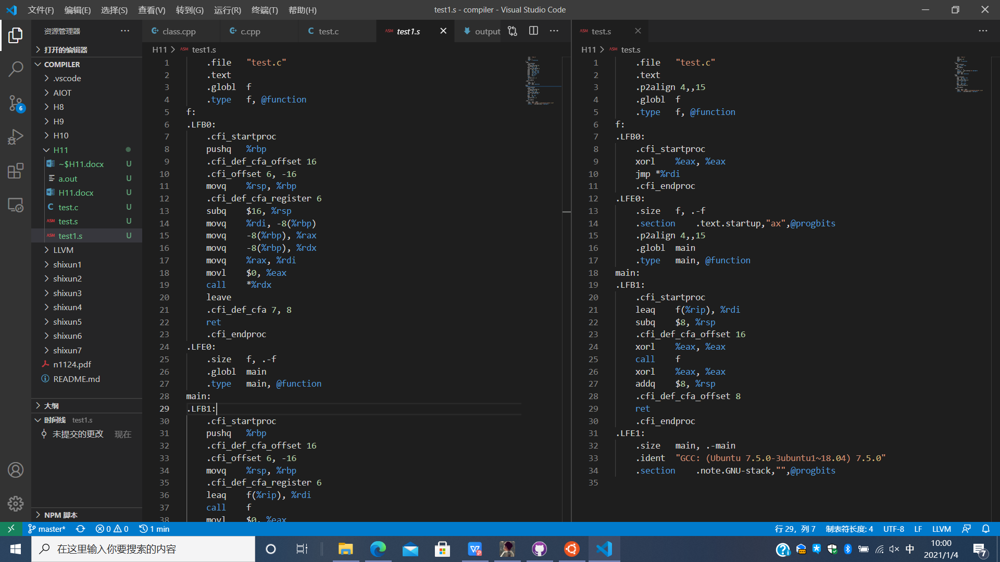 文件(F) 编辑(E) 选择(S) 查看(V) 转到(G) 运行(R) 终端(T) 帮助(H) test1.s - compiler - Visual Studio Code
资源管理器
打开的编辑器
COMPILER
.vscode
AIOT
H8
H9
H10
H11
~$H11.docx U
a.out U
H11.docx U
test.c U
test.s U
test1.s U
LLVM
shixun1
shixun2
shixun3
shixun4
shixun5
shixun6
shixun7
n1124.pdf
README.md
大纲
时间线 test1.s
未提交的更改 现在
NPM 脚本
6
class.cpp c.cpp test.c test1.s output
H11 > test1.s
1 .file "test.c"
2 .text
3 .globl f
4 .type f, @function
5 f:
6 .LFB0:
7 .cfi_startproc
8 pushq %rbp
9 .cfi_def_cfa_offset 16
10 .cfi_offset 6, -16
11 movq %rsp, %rbp
12 .cfi_def_cfa_register 6
13 subq $16, %rsp
14 movq %rdi, -8(%rbp)
15 movq -8(%rbp), %rax
16 movq -8(%rbp), %rdx
17 movq %rax, %rdi
18 movl $0, %eax
19 call *%rdx
20 leave
21 .cfi_def_cfa 7, 8
22 ret
23 .cfi_endproc
24 .LFE0:
25 .size f, .-f
26 .globl main
27 .type main, @function
28 main:
29 .LFB1:
30 .cfi_startproc
31 pushq %rbp
32 .cfi_def_cfa_offset 16
33 .cfi_offset 6, -16
34 movq %rsp, %rbp
35 .cfi_def_cfa_register 6
36 leaq f(%rip), %rdi
37 call f
38 movl $0, %eax
test.s
H11 > test.s
1 .file "test.c"
2 .text
3 .p2align 4,,15
4 .globl f
5 .type f, @function
6 f:
7 .LFB0:
8 .cfi_startproc
9 xorl %eax, %eax
10 jmp *%rdi
11 .cfi_endproc
12 .LFE0:
13 .size f, .-f
14 .section .text.startup,"ax",@progbits
15 .p2align 4,,15
16 .globl main
17 .type main, @function
18 main:
19 .LFB1:
20 .cfi_startproc
21 leaq f(%rip), %rdi
22 subq $8, %rsp
23 .cfi_def_cfa_offset 16
24 xorl %eax, %eax
25 call f
26 xorl %eax, %eax
27 addq $8, %rsp
28 .cfi_def_cfa_offset 8
29 ret
30 .cfi_endproc
31 .LFE1:
32 .size main, .-main
33 .ident "GCC: (Ubuntu 7.5.0-3ubuntu1~18.04) 7.5.0"
34 .section .note.GNU-stack,"",@progbits
35
master* 0 0 1 min 行 29，列 7 制表符长度: 4 UTF-8 LF LLVM
在这里输入你要搜索的内容 中 10:00
2021/1/4 7